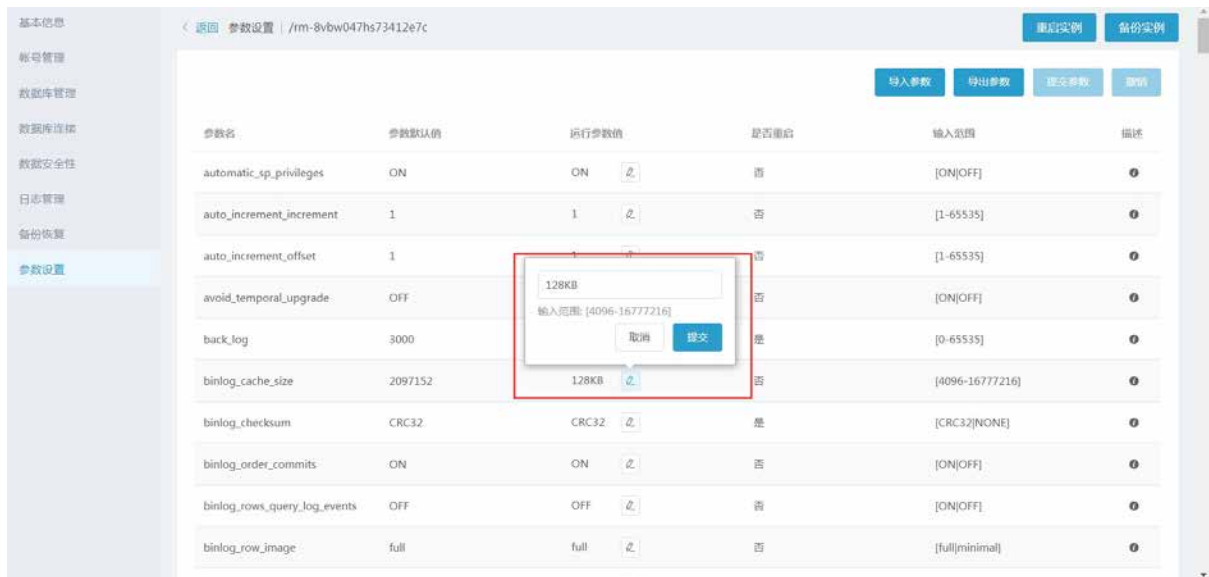 基本信息
帐号管理
数据库管理
数据库连接
数据安全性
日志管理
备份恢复
参数设置
< 返回 参数设置 | /rm-8vbw047hs73412e7c
重启实例 备份实例
导入参数 导出参数 提交参数 撤销
参数名 参数默认值 运行参数值 是否重启 输入范围 描述
automatic_sp_privileges ON ON 否 [ON|OFF]
auto_increment_increment 1 1 否 [1-65535]
auto_increment_offset 1 1 否 [1-65535]
avoid_temporal_upgrade OFF 否 [ON|OFF]
back_log 3000 是 [0-65535]
128KB
输入范围: [4096-16777216]
取消 提交
binlog_cache_size 2097152 128KB 否 [4096-16777216]
binlog_checksum CRC32 CRC32 是 [CRC32|NONE]
binlog_order_commits ON ON 否 [ON|OFF]
binlog_rows_query_log_events OFF OFF 否 [ON|OFF]
binlog_row_image full full 否 [full|minimal]